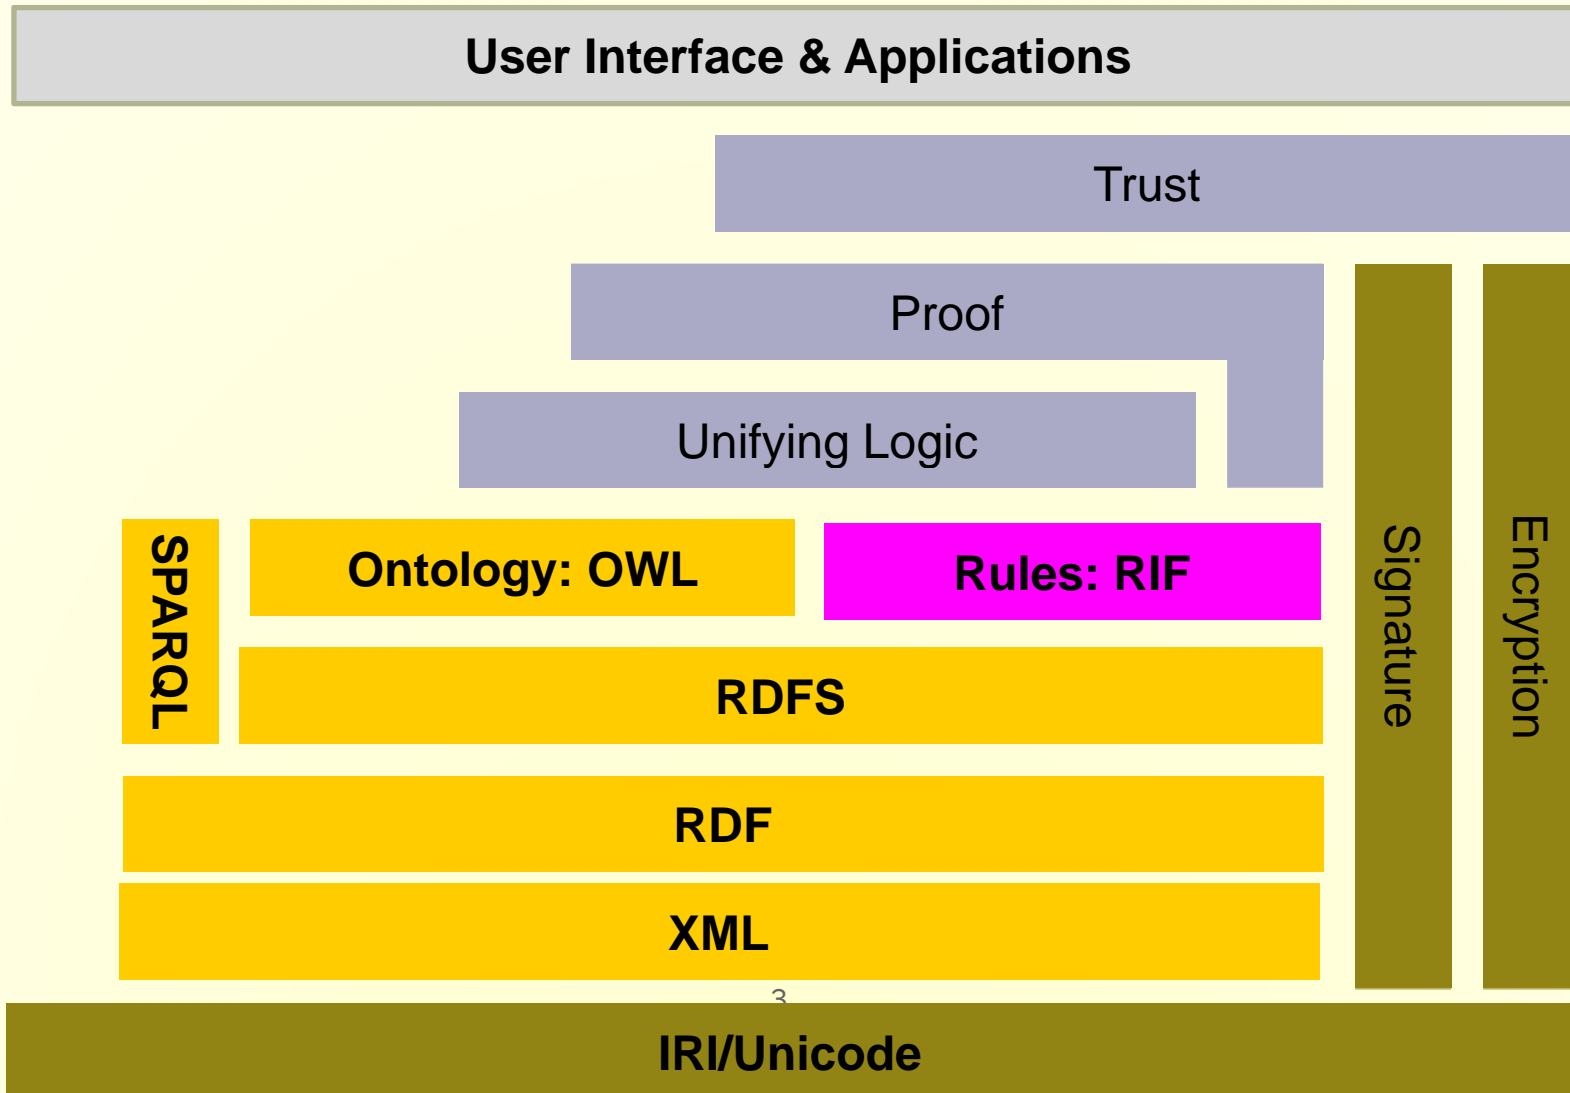 User Interface & Applications
Trust
Proof
Unifying Logic
SPARQL
Ontology: OWL
Rules: RIF
Signature
Encryption
RDFS
RDF
XML
3
IRI/Unicode